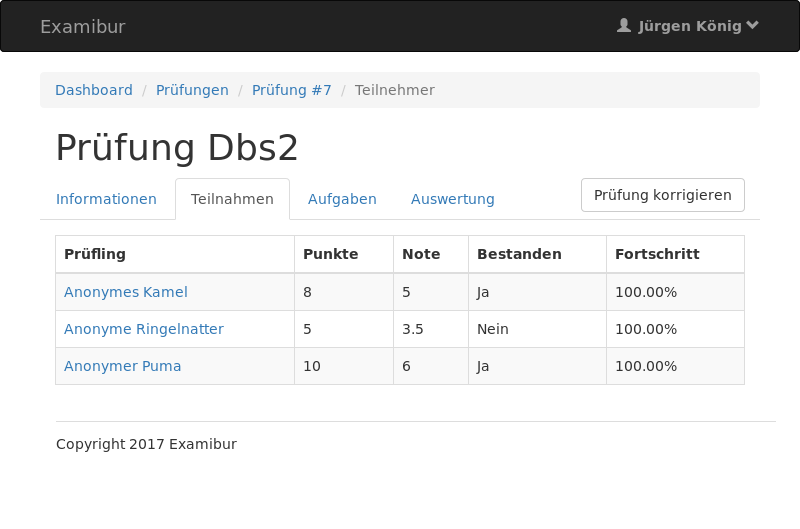 Examibur Jürgen König
Dashboard / Prüfungen / Prüfung #7 / Teilnehmer
Prüfung Dbs2
Informationen Teilnahmen Aufgaben Auswertung Prüfung korrigieren
Prüfling Punkte Note Bestanden Fortschritt
Anonymes Kamel 8 5 Ja 100.00%
Anonyme Ringelnatter 5 3.5 Nein 100.00%
Anonymer Puma 10 6 Ja 100.00%
Copyright 2017 Examibur